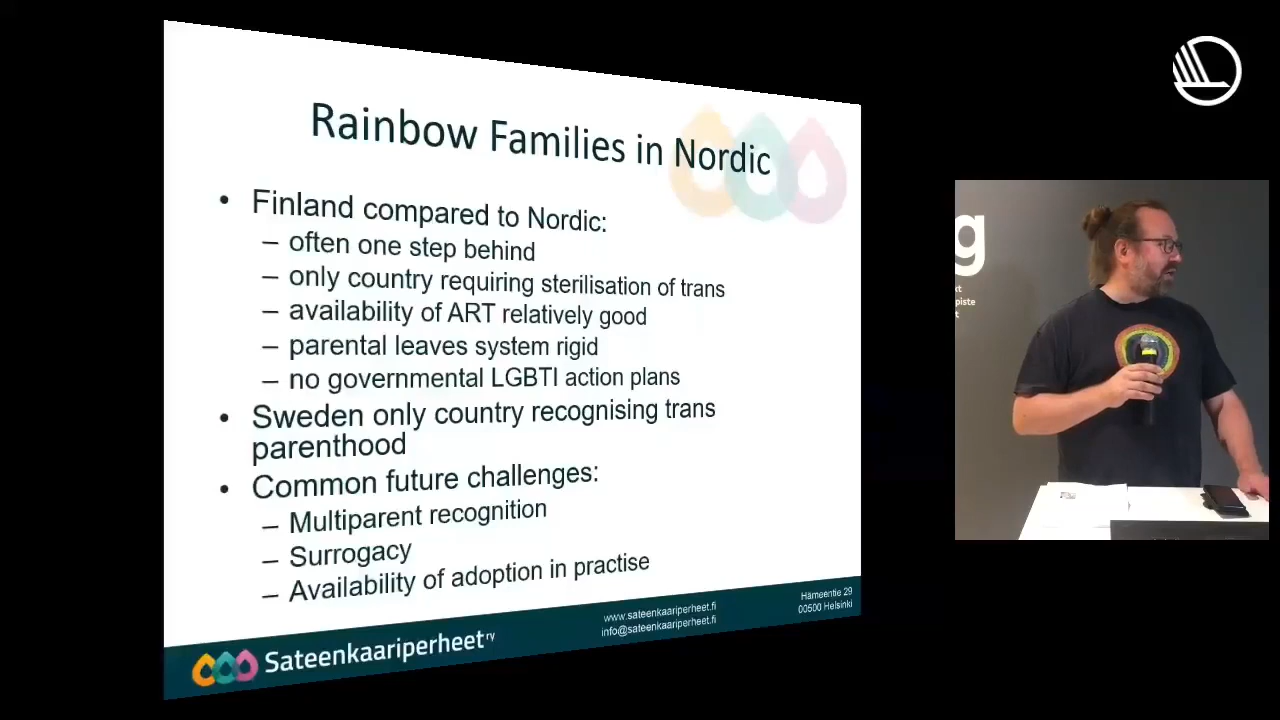 Rainbow Families in Nordic
• Finland compared to Nordic:
– often one step behind
– only country requiring sterilisation of trans
– availability of ART relatively good
– parental leaves system rigid
– no governmental LGBTI action plans
• Sweden only country recognising trans
parenthood
• Common future challenges:
– Multiparent recognition
– Surrogacy
– Availability of adoption in practise
Sateenkaariperheet ry
www.sateenkaariperheet.fi
info@sateenkaariperheet.fi
Hämeentie 29
00500 Helsinki
g
kt
piste
t